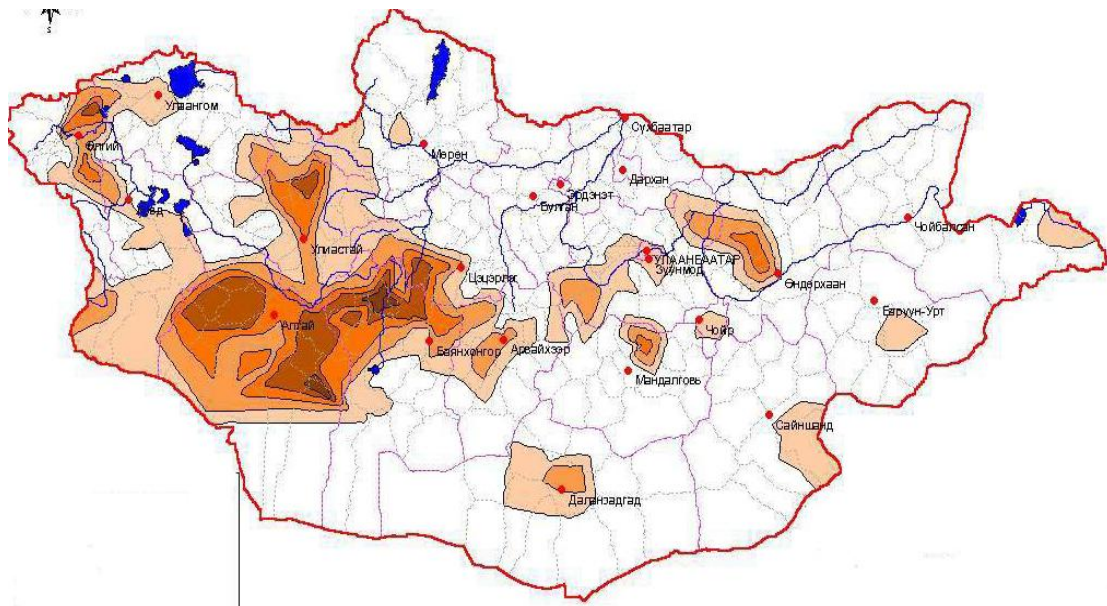 s
Улаангом
Сүхбаатар
Өлгий
Мөрөн
Дархан
Эрдэнэт
Булган
Чойбалсан
Улиастай
УЛААНБААТАР
Зуунмод
Цэцэрлэг
Өндөрхаан
Баруун-Урт
Алтай
Чойр
Баянхонгор
Арвайхээр
Мандалговь
Сайншанд
Даланзадгад